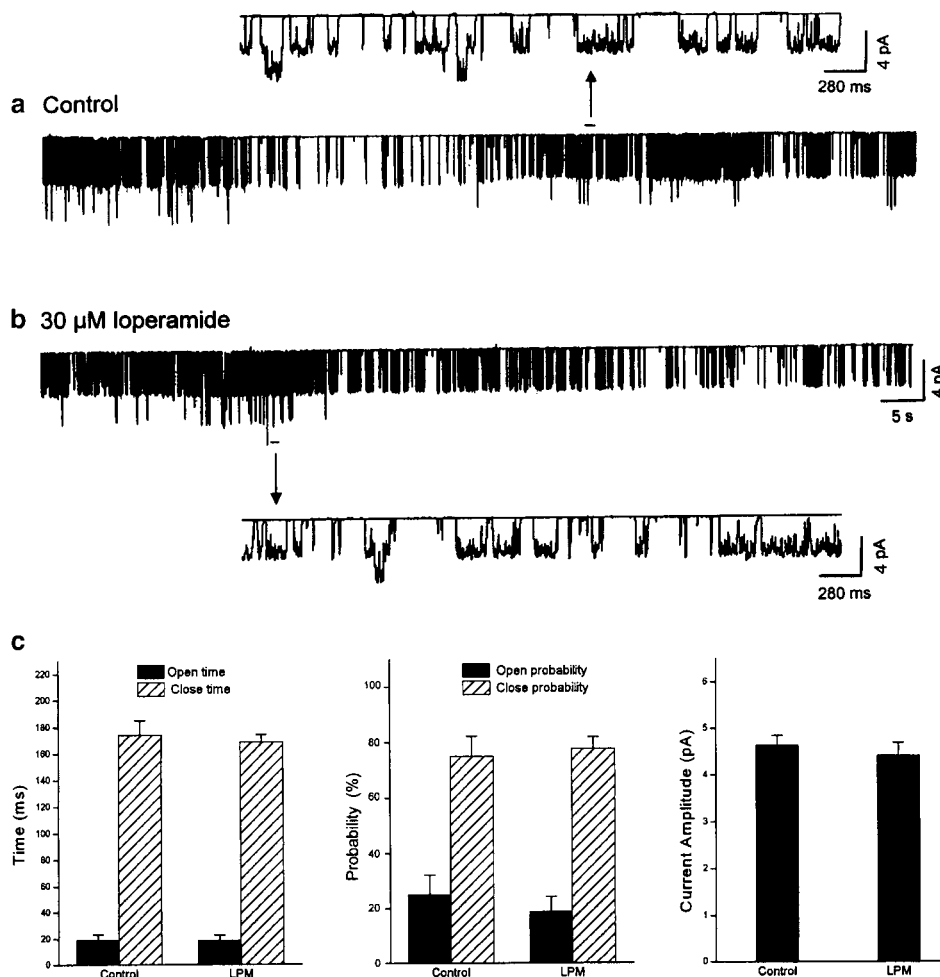 4 pA
280 ms
a Control
b 30 µM loperamide
4 pA
5 s
4 pA
280 ms
c
220
200
180
160
140
120
100
80
60
40
20
0
Time (ms)
Open time
Close time
Control
LPM
100
80
60
40
20
0
Probability (%)
Open probability
Close probability
Control
LPM
6
5
4
3
2
1
0
Current Amplitude (pA)
Control
LPM